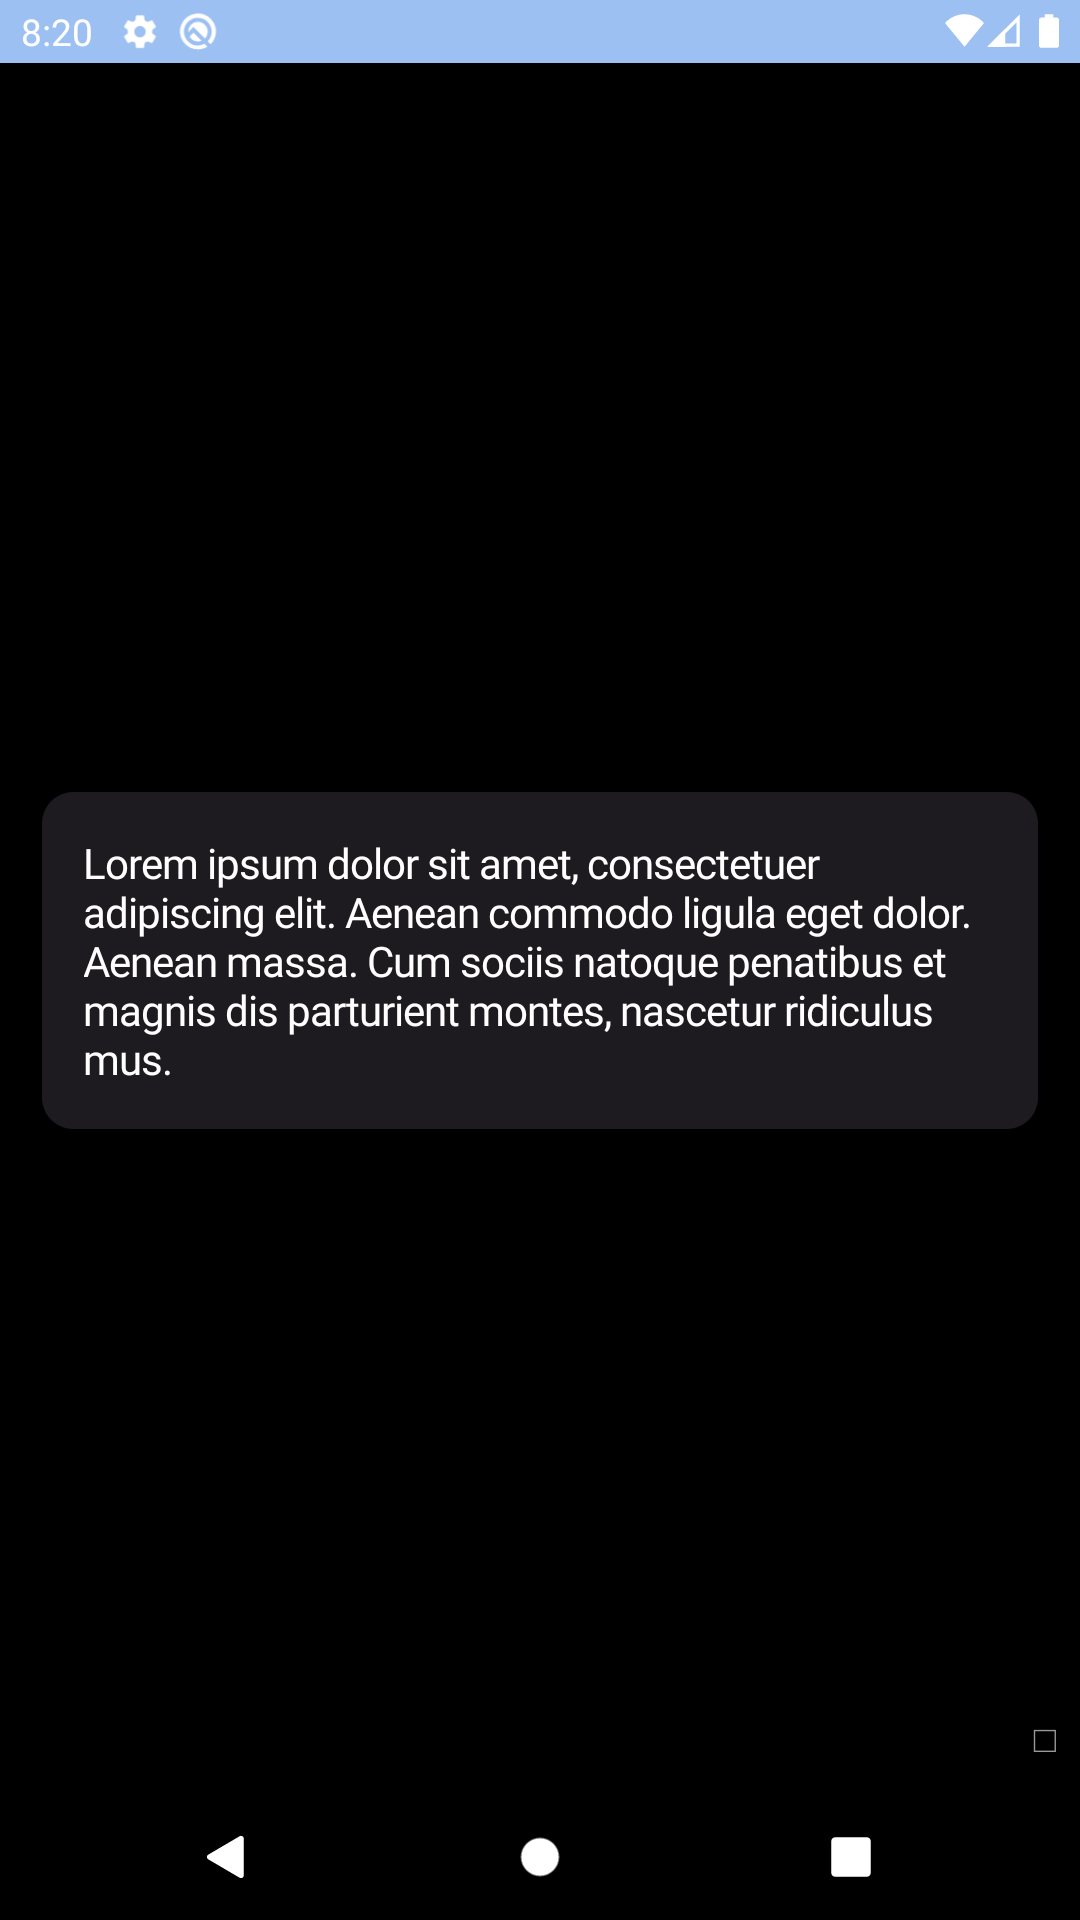 8:20
Lorem ipsum dolor sit amet, consectetuer
adipiscing elit. Aenean commodo ligula eget dolor.
Aenean massa. Cum sociis natoque penatibus et
magnis dis parturient montes, nascetur ridiculus
mus.